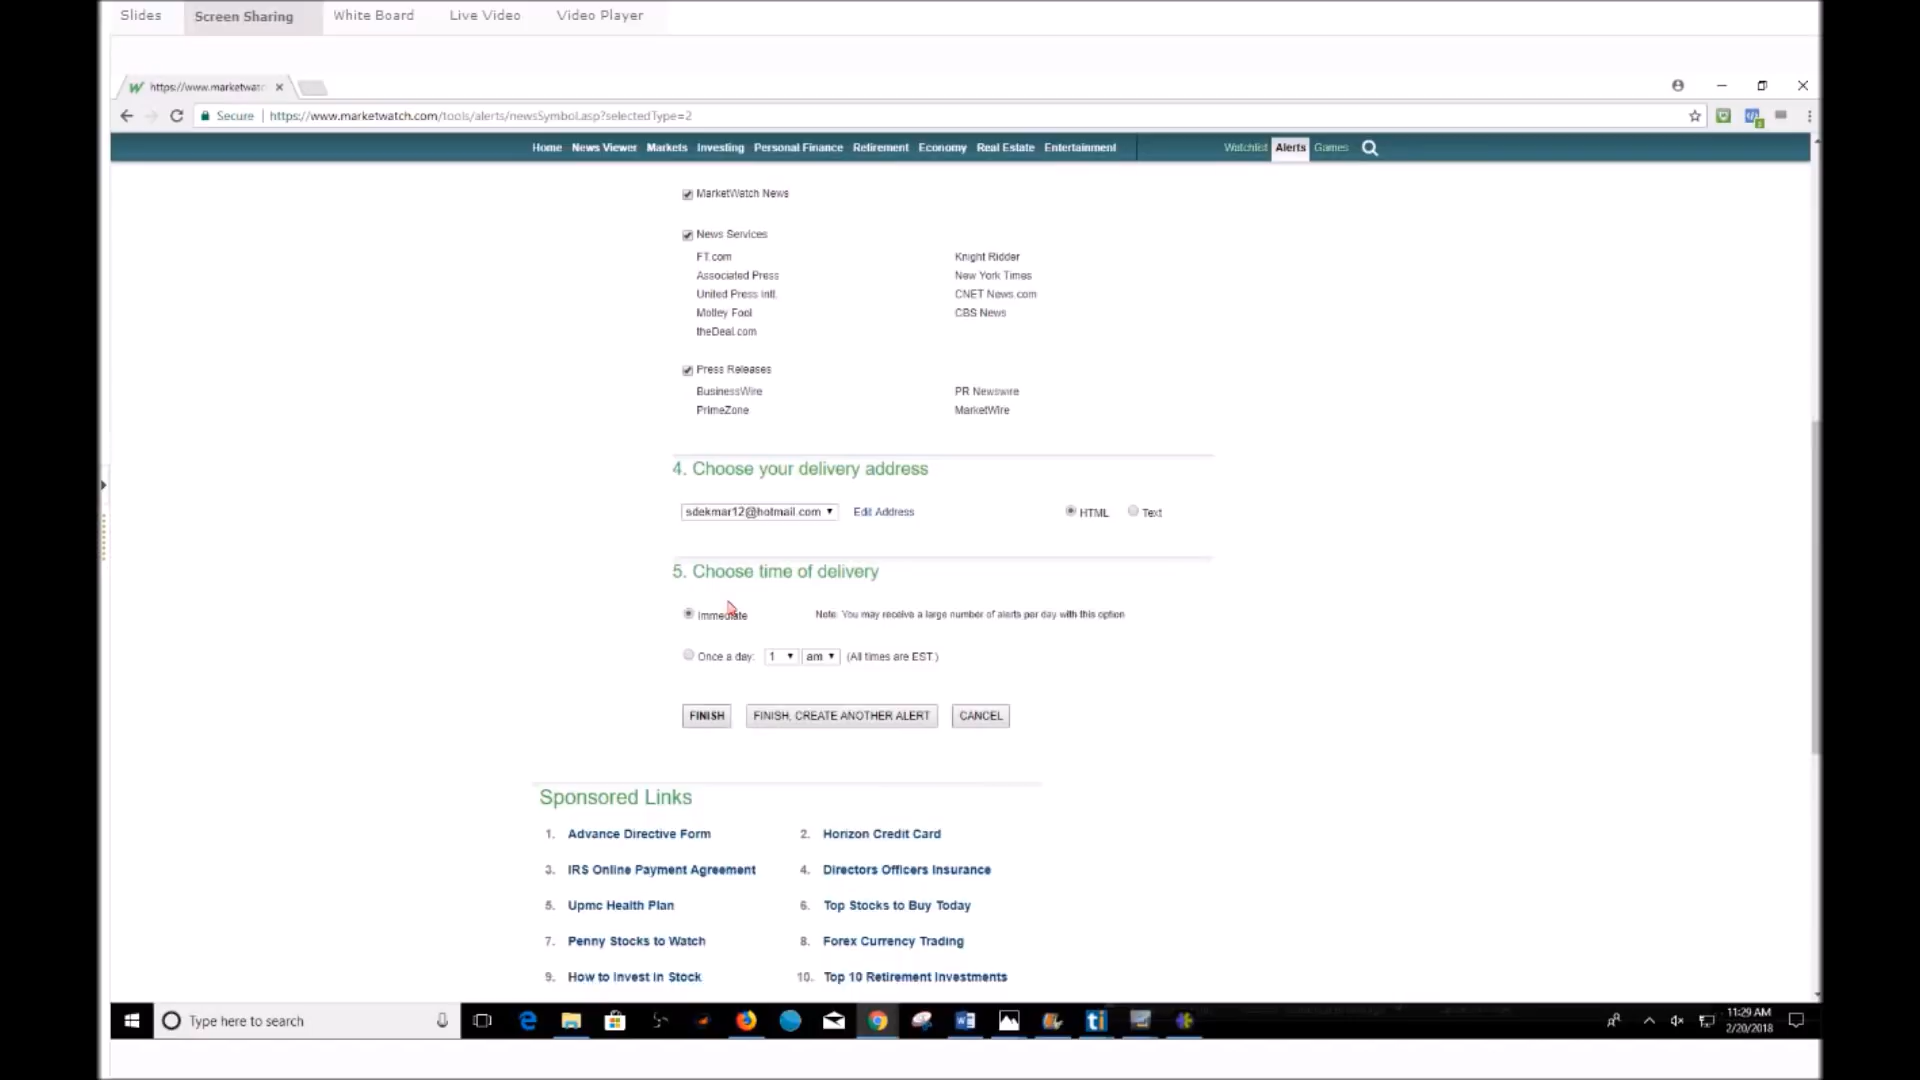 Slides Screen Sharing White Board Live Video Video Player
https://www.marketwatc
Secure https://www.marketwatch.com/tools/alerts/newsSymbol.asp?selectedType=2
Home News Viewer Markets Investing Personal Finance Retirement Economy Real Estate Entertainment Watchlist Alerts Games
MarketWatch News
News Services
FT.com Knight Ridder
Associated Press New York Times
United Press Intl. CNET News.com
Motley Fool CBS News
theDeal.com
Press Releases
BusinessWire PR Newswire
PrimeZone MarketWire
4. Choose your delivery address
sdekmar12@hotmail.com Edit Address HTML Text
5. Choose time of delivery
Immediate Note: You may receive a large number of alerts per day with this option
Once a day: 1 am (All times are EST.)
FINISH FINISH, CREATE ANOTHER ALERT CANCEL
Sponsored Links
1. Advance Directive Form 2. Horizon Credit Card
3. IRS Online Payment Agreement 4. Directors Officers Insurance
5. Upmc Health Plan 6. Top Stocks to Buy Today
7. Penny Stocks to Watch 8. Forex Currency Trading
9. How to Invest in Stock 10. Top 10 Retirement Investments
Type here to search 11:29 AM
2/20/2018